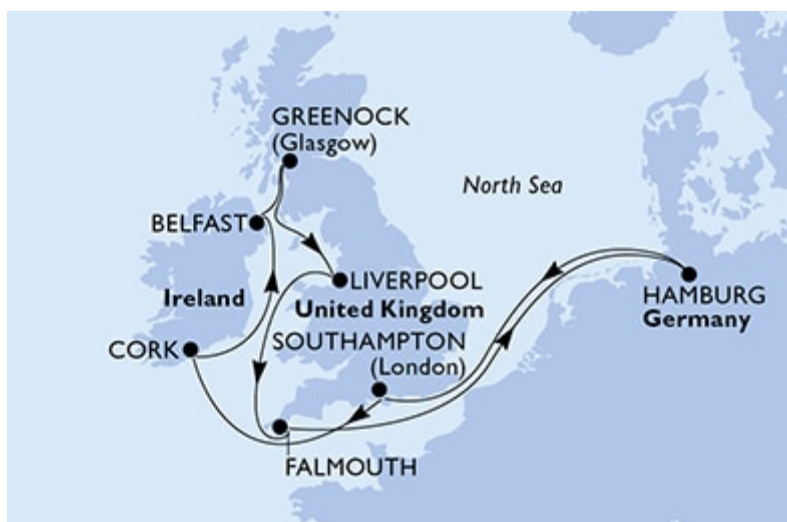 GREENOCK
(Glasgow)
North Sea
BELFAST
LIVERPOOL
Ireland
United Kingdom
HAMBURG
Germany
CORK
SOUTHAMPTON
(London)
FALMOUTH